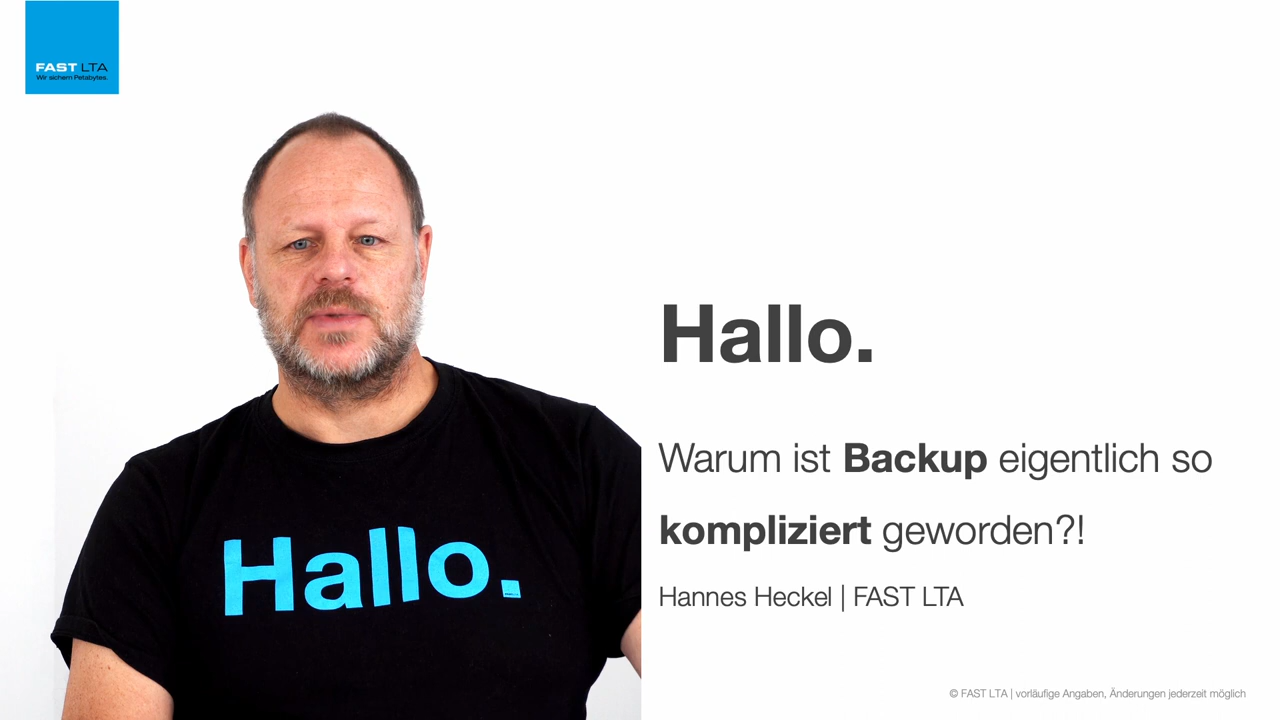 FAST LTA
Wir sichern Petabytes.
Hallo.
Hallo.
Warum ist Backup eigentlich so
kompliziert geworden?!
Hannes Heckel | FAST LTA
© FAST LTA | vorläufige Angaben, Änderungen jederzeit möglich